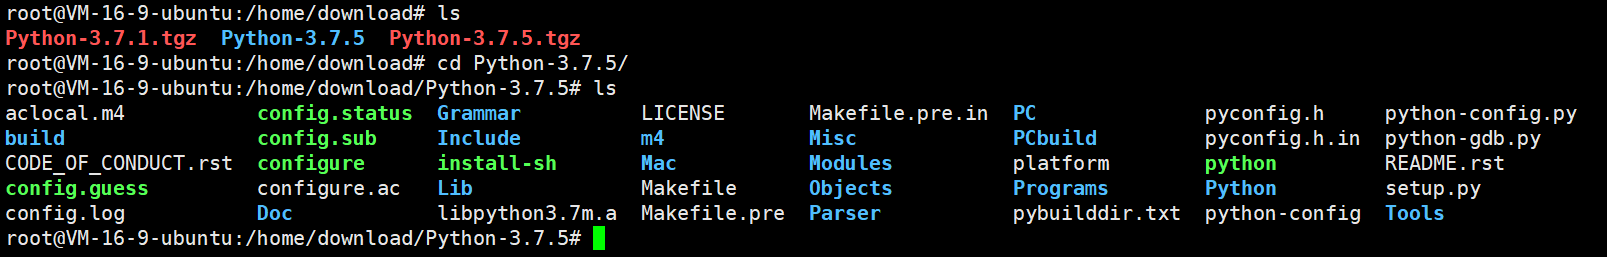 root@VM-16-9-ubuntu:/home/download# ls
Python-3.7.1.tgz  Python-3.7.5  Python-3.7.5.tgz
root@VM-16-9-ubuntu:/home/download# cd Python-3.7.5/
root@VM-16-9-ubuntu:/home/download/Python-3.7.5# ls
aclocal.m4           config.status  Grammar        LICENSE       Makefile.pre.in  PC              pyconfig.h     python-config.py
build                config.sub     Include        m4            Misc             PCbuild         pyconfig.h.in  python-gdb.py
CODE_OF_CONDUCT.rst  configure      install-sh     Mac           Modules          platform        python         README.rst
config.guess         configure.ac   Lib            Makefile      Objects          Programs        Python         setup.py
config.log           Doc            libpython3.7m.a  Makefile.pre  Parser           pybuilddir.txt  python-config  Tools
root@VM-16-9-ubuntu:/home/download/Python-3.7.5#